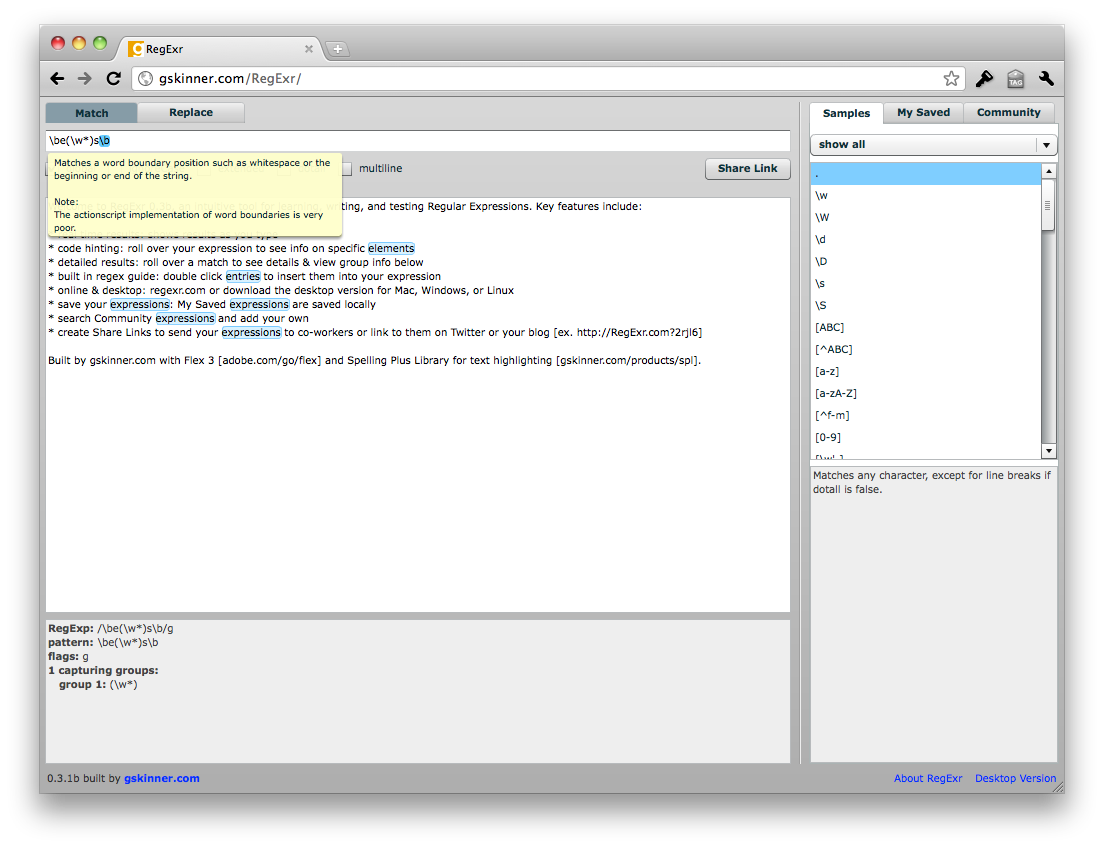 RegExr
gskinner.com/RegExr/
TAG
Match
Replace
\be(\w*)s\b
Matches a word boundary position such as whitespace or the
beginning or end of the string.
Note:
The actionscript implementation of word boundaries is very
poor.
multiline
Share Link
and testing Regular Expressions. Key features include:
* code hinting: roll over your expression to see info on specific elements
* detailed results: roll over a match to see details & view group info below
* built in regex guide: double click entries to insert them into your expression
* online & desktop: regexr.com or download the desktop version for Mac, Windows, or Linux
* save your expressions: My Saved expressions are saved locally
* search Community expressions and add your own
* create Share Links to send your expressions to co-workers or link to them on Twitter or your blog [ex. http://RegExr.com?2rjl6]
Built by gskinner.com with Flex 3 [adobe.com/go/flex] and Spelling Plus Library for text highlighting [gskinner.com/products/spl].
RegExp: /\be(\w*)s\b/g
pattern: \be(\w*)s\b
flags: g
1 capturing groups:
group 1: (\w*)
Samples
My Saved
Community
show all
.
\w
\W
\d
\D
\s
\S
[ABC]
[^ABC]
[a-z]
[a-zA-Z]
[^f-m]
[0-9]
Matches any character, except for line breaks if
dotall is false.
0.3.1b built by gskinner.com
About RegExr
Desktop Version